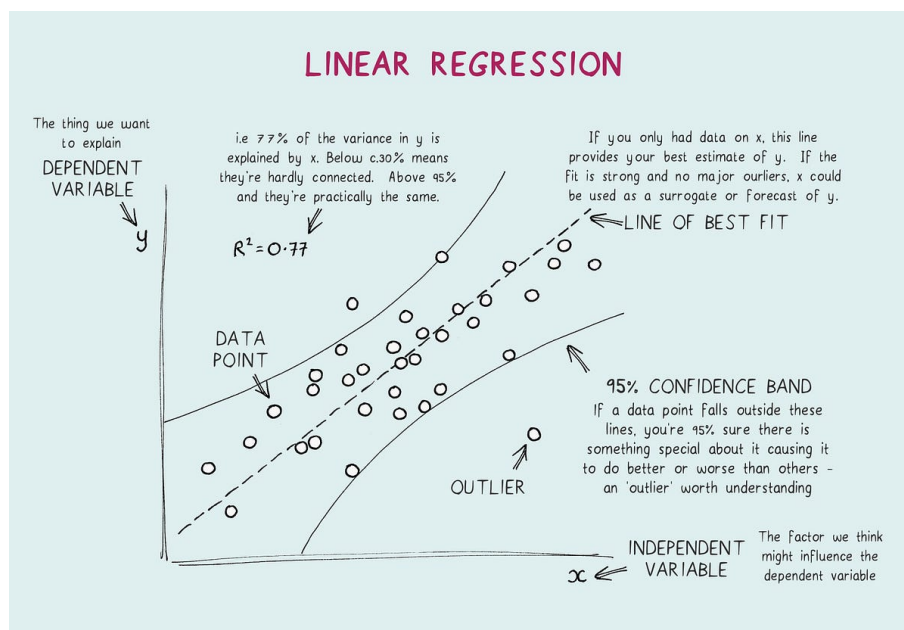 LINEAR REGRESSION
The thing we want
to explain
DEPENDENT
VARIABLE
y
i.e 77% of the variance in y is
explained by x. Below c.30% means
they're hardly connected. Above 95%
and they're practically the same.
R²=0.77
If you only had data on x, this line
provides your best estimate of y. If the
fit is strong and no major ourliers, x could
be used as a surrogate or forecast of y.
LINE OF BEST FIT
DATA
POINT
95% CONFIDENCE BAND
If a data point falls outside these
lines, you're 95% sure there is
something special about it causing it
to do better or worse than others -
an 'outlier' worth understanding
OUTLIER
INDEPENDENT
VARIABLE
x
The factor we think
might influence the
dependent variable